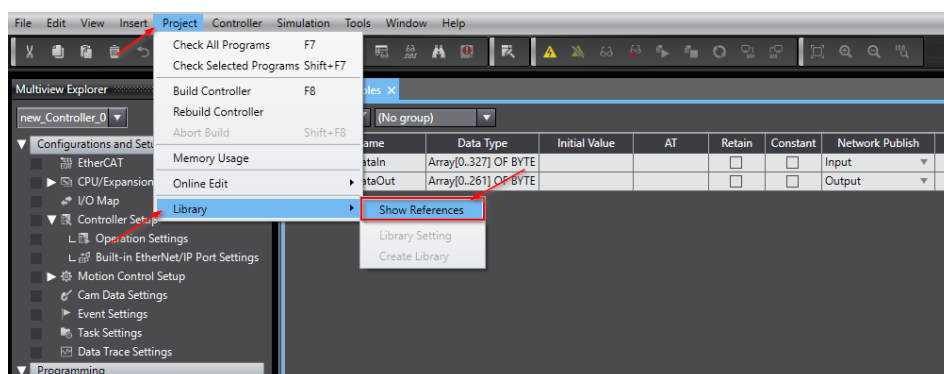 File Edit View Insert Project Controller Simulation Tools Window Help
Check All Programs F7
Check Selected Programs Shift+F7
Build Controller F8
Rebuild Controller
Abort Build Shift+F8
Memory Usage
Online Edit
Library
Show References
Library Setting
Create Library
Multiview Explorer
new_Controller_0
Configurations and Setu
EtherCAT
CPU/Expansion
I/O Map
Controller Setup
Operation Settings
Built-in EtherNet/IP Port Settings
Motion Control Setup
Cam Data Settings
Event Settings
Task Settings
Data Trace Settings
Programming
bles X
(No group)
ame Data Type Initial Value AT Retain Constant Network Publish
ataIn Array[0..327] OF BYTE Input
ataOut Array[0..261] OF BYTE Output